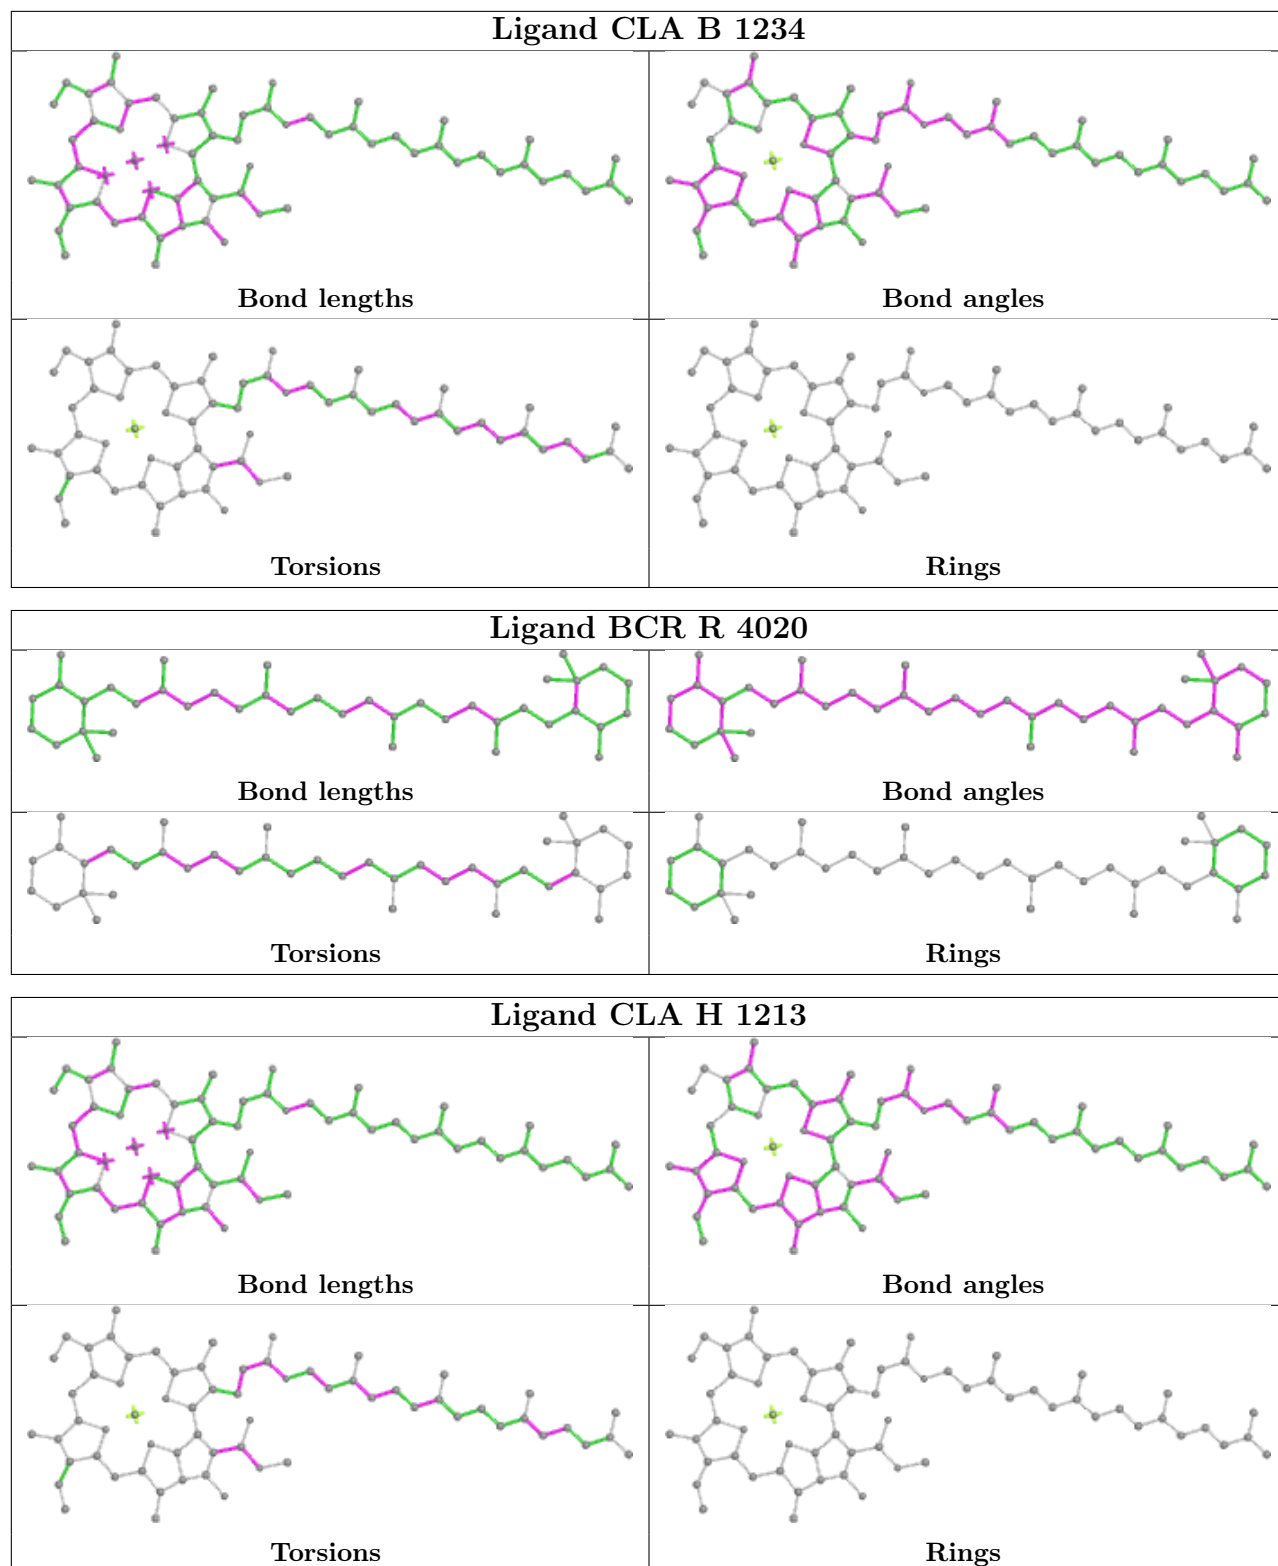 Ligand CLA B 1234
Bond lengths
Bond angles
Torsions
Rings
Ligand BCR R 4020
Bond lengths
Bond angles
Torsions
Rings
Ligand CLA H 1213
Bond lengths
Bond angles
Torsions
Rings